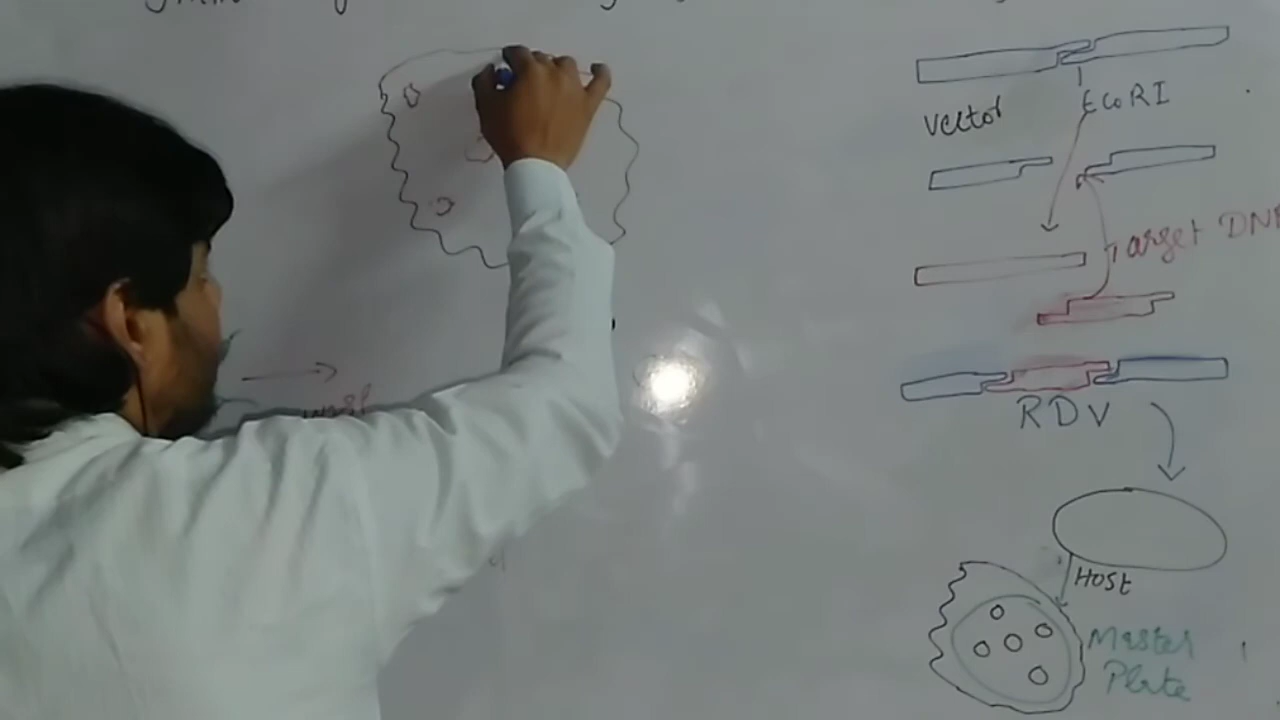 Vector
EcoRI
Target DNA
RDV
HOST
Master
Plate